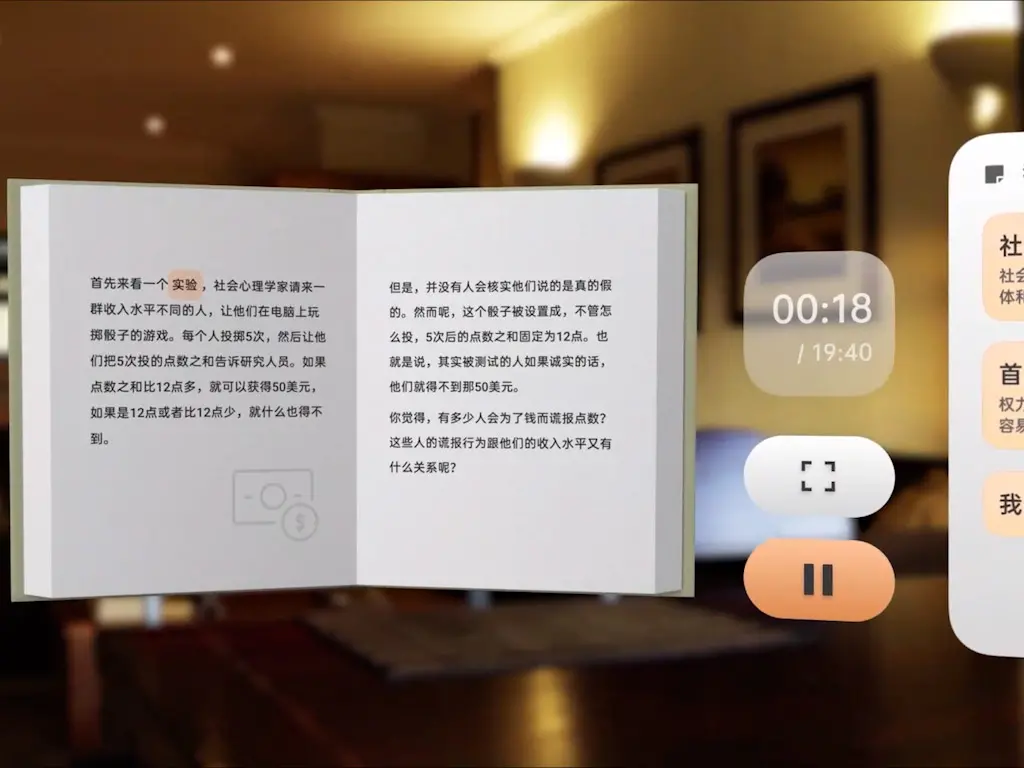 首先来看一个 实验 ，社会心理学家请来一
群收入水平不同的人，让他们在电脑上玩
掷骰子的游戏。每个人投掷5次，然后让他
们把5次投的点数之和告诉研究人员。如果
点数之和比12点多，就可以获得50美元，
如果是12点或者比12点少，就什么也得不
到。
但是，并没有人会核实他们说的是真的假
的。然而呢，这个骰子被设置成，不管怎
么投，5次后的点数之和固定为12点。也
就是说，其实被测试的人如果诚实的话，
他们就得不到那50美元。
你觉得，有多少人会为了钱而谎报点数？
这些人的谎报行为跟他们的收入水平又有
什么关系呢？
00:18
/ 19:40
社
社会
体和
首
权力
容易
我